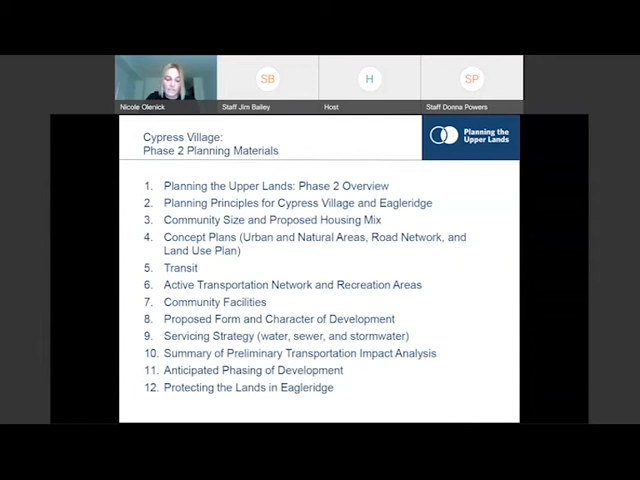 SB
H
SP
Nicole Olenick
Staff Jim Bailey
Host
Staff Donna Powers
Cypress Village:
Phase 2 Planning Materials
Planning the
Upper Lands
1. Planning the Upper Lands: Phase 2 Overview
2. Planning Principles for Cypress Village and Eagleridge
3. Community Size and Proposed Housing Mix
4. Concept Plans (Urban and Natural Areas, Road Network, and
Land Use Plan)
5. Transit
6. Active Transportation Network and Recreation Areas
7. Community Facilities
8. Proposed Form and Character of Development
9. Servicing Strategy (water, sewer, and stormwater)
10. Summary of Preliminary Transportation Impact Analysis
11. Anticipated Phasing of Development
12. Protecting the Lands in Eagleridge